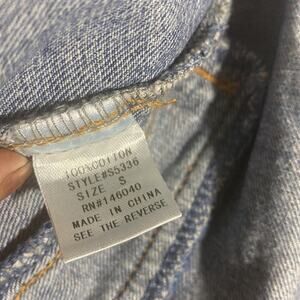 100%COTTON
STYLE#S5336
SIZE S
RN#146040
MADE IN CHINA
SEE THE REVERSE